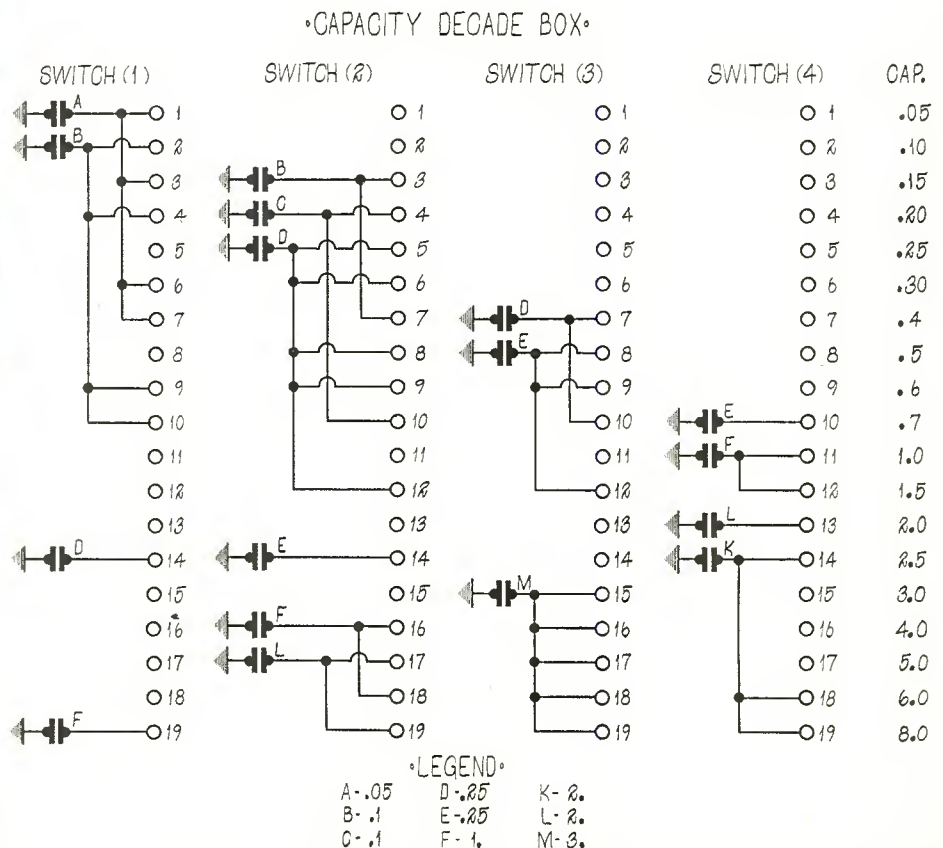 •CAPACITY DECADE BOX•
SWITCH (1) SWITCH (2) SWITCH (3) SWITCH (4) CAP.
A 1 1 1 1 .05
B 2 2 2 2 .10
3 B 3 3 3 .15
4 C 4 4 4 .20
5 D 5 5 5 .25
6 6 6 6 .30
7 7 D 7 7 .4
8 8 E 8 8 .5
9 9 9 9 .6
10 10 10 E 10 .7
11 11 11 F 11 1.0
12 12 12 12 1.5
13 13 13 L 13 2.0
D 14 E 14 14 K 14 2.5
15 15 M 15 15 3.0
16 F 16 16 16 4.0
17 L 17 17 17 5.0
18 18 18 18 6.0
F 19 19 19 19 8.0
•LEGEND•
A-.05 D-.25 K-2.
B-.1 E-.25 L-2.
C-.1 F-1. M-3.